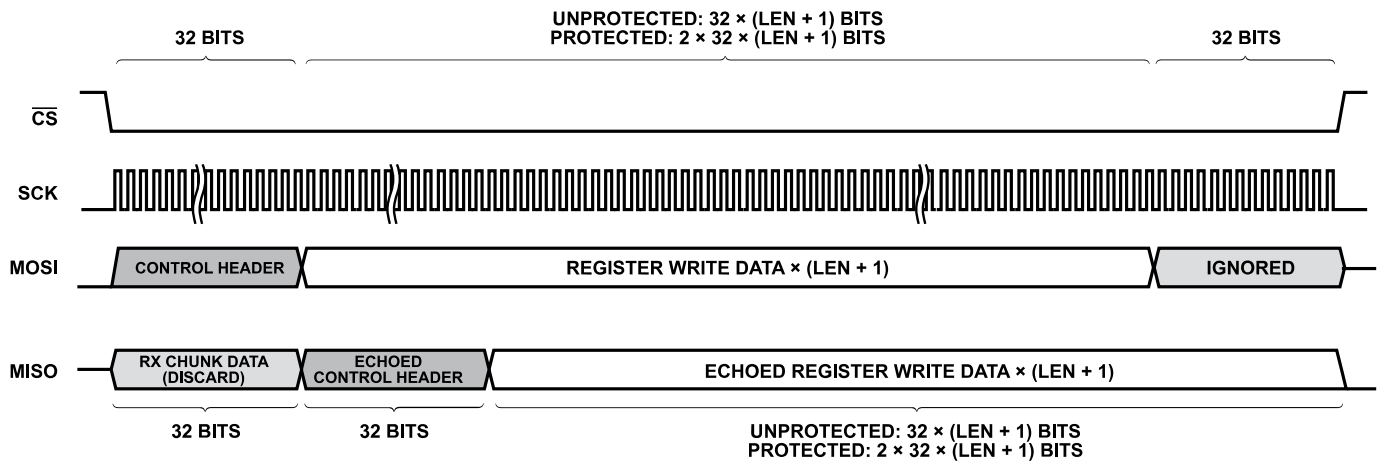 UNPROTECTED: 32 × (LEN + 1) BITS
PROTECTED: 2 × 32 × (LEN + 1) BITS
32 BITS
32 BITS
CS
SCK
MOSI
CONTROL HEADER
REGISTER WRITE DATA × (LEN + 1)
IGNORED
MISO
RX CHUNK DATA
(DISCARD)
ECHOED
CONTROL HEADER
ECHOED REGISTER WRITE DATA × (LEN + 1)
32 BITS
32 BITS
UNPROTECTED: 32 × (LEN + 1) BITS
PROTECTED: 2 × 32 × (LEN + 1) BITS